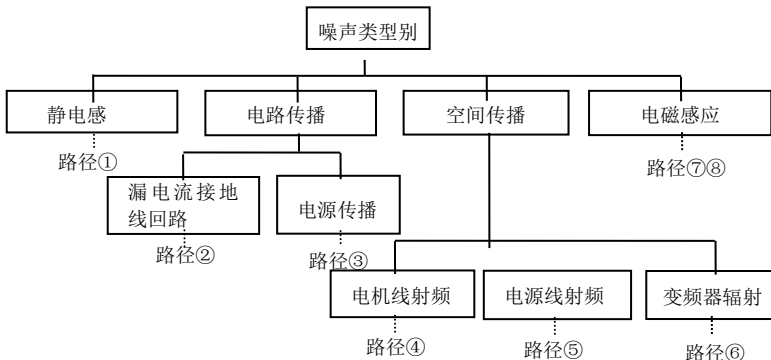 噪声类型别
静电感
电路传播
空间传播
电磁感应
路径①
路径⑦⑧
漏电流接地
线回路
电源传播
路径②
路径③
电机线射频
电源线射频
变频器辐射
路径④
路径⑤
路径⑥